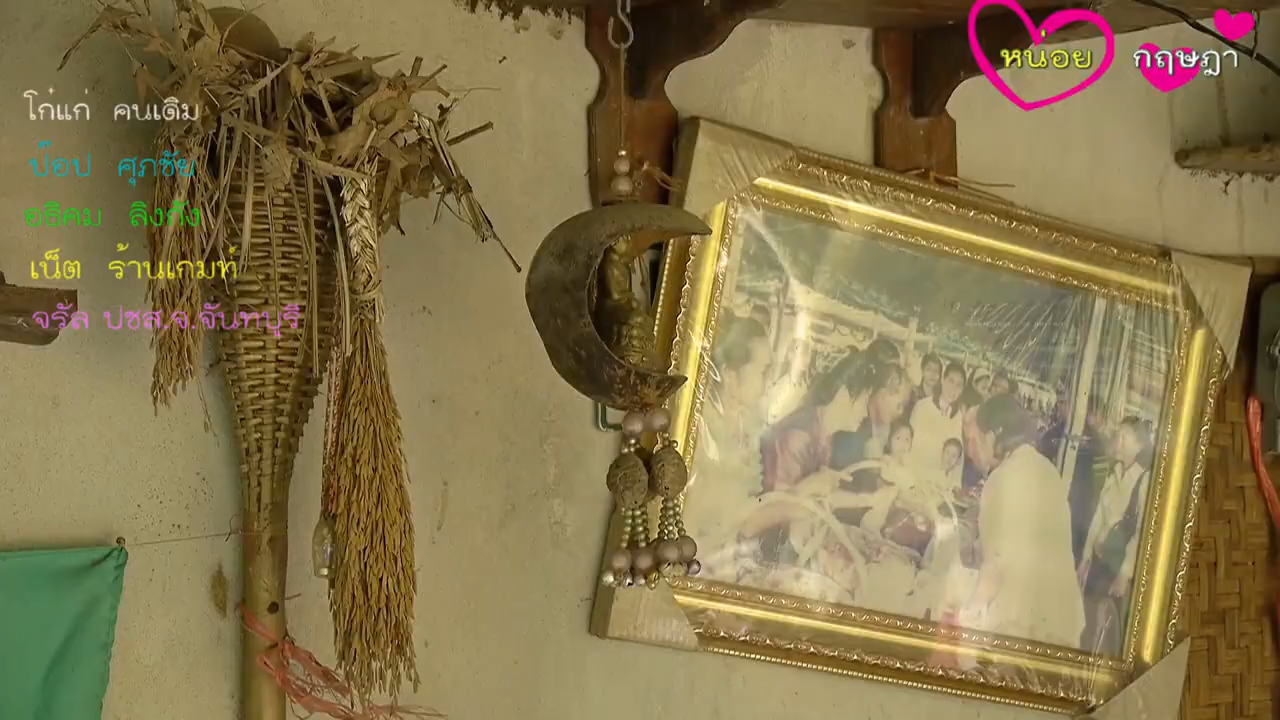 หน่อย กฤษฎา
โก๋แก่ คนเดิม
ป๊อป ศุภชัย
อธิคม ลิงกัง
เน็ต ร้านเกมท์
จรัล ปชส.จ.จันทบุรี